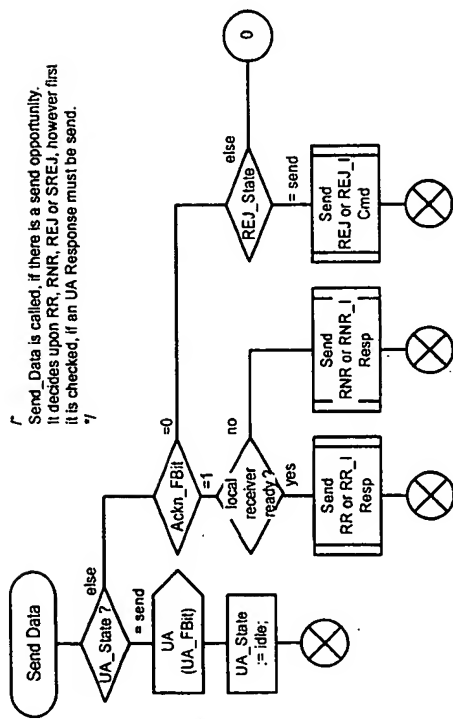 /*
Send_Data is called, if there is a send opportunity.
It decides upon RR, RNR, REJ or SREJ, however first
it is checked, if an UA Response must be send.
*/
Send Data
UA_State ?
else
= send
UA
(UA_FBit)
UA_State
:= idle;
Ackn_FBit
=0
=1
local
receiver
ready ?
no
yes
Send
RR or RR_I
Resp
Send
RNR or RNR_I
Resp
REJ_State
else
= send
Send
REJ or REJ_I
Cmd
0